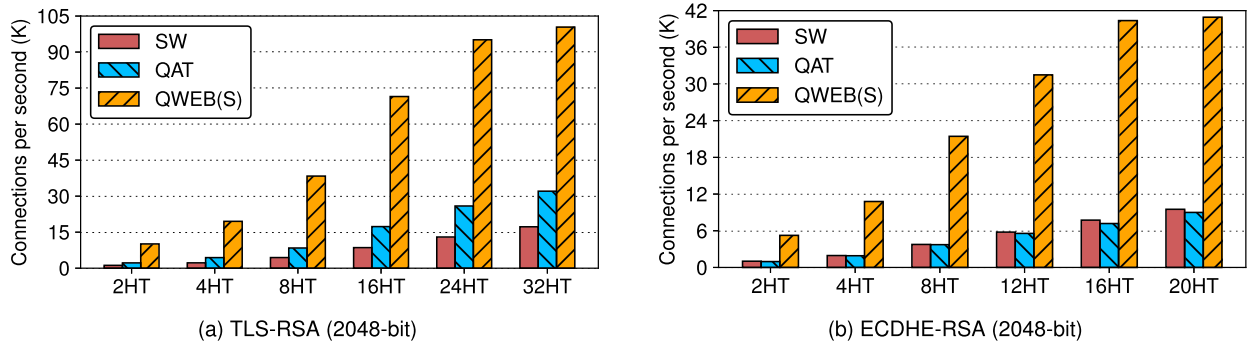 Connections per second (K)
105
90
75
60
45
30
15
0
SW
QAT
QWEB(S)
2HT 4HT 8HT 16HT 24HT 32HT
(a) TLS-RSA (2048-bit)
Connections per second (K)
42
36
30
24
18
12
6
0
SW
QAT
QWEB(S)
2HT 4HT 8HT 12HT 16HT 20HT
(b) ECDHE-RSA (2048-bit)